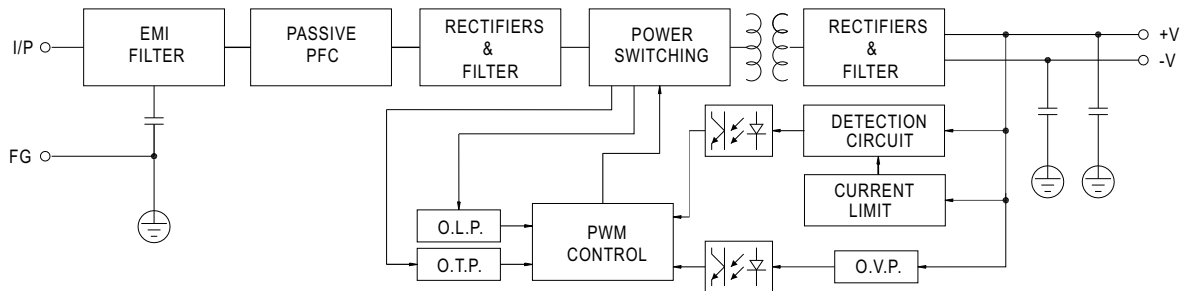 I/P
EMI
FILTER
PASSIVE
PFC
RECTIFIERS
&
FILTER
POWER
SWITCHING
RECTIFIERS
&
FILTER
+V
-V
DETECTION
CIRCUIT
FG
CURRENT
LIMIT
O.L.P.
PWM
CONTROL
O.T.P.
O.V.P.